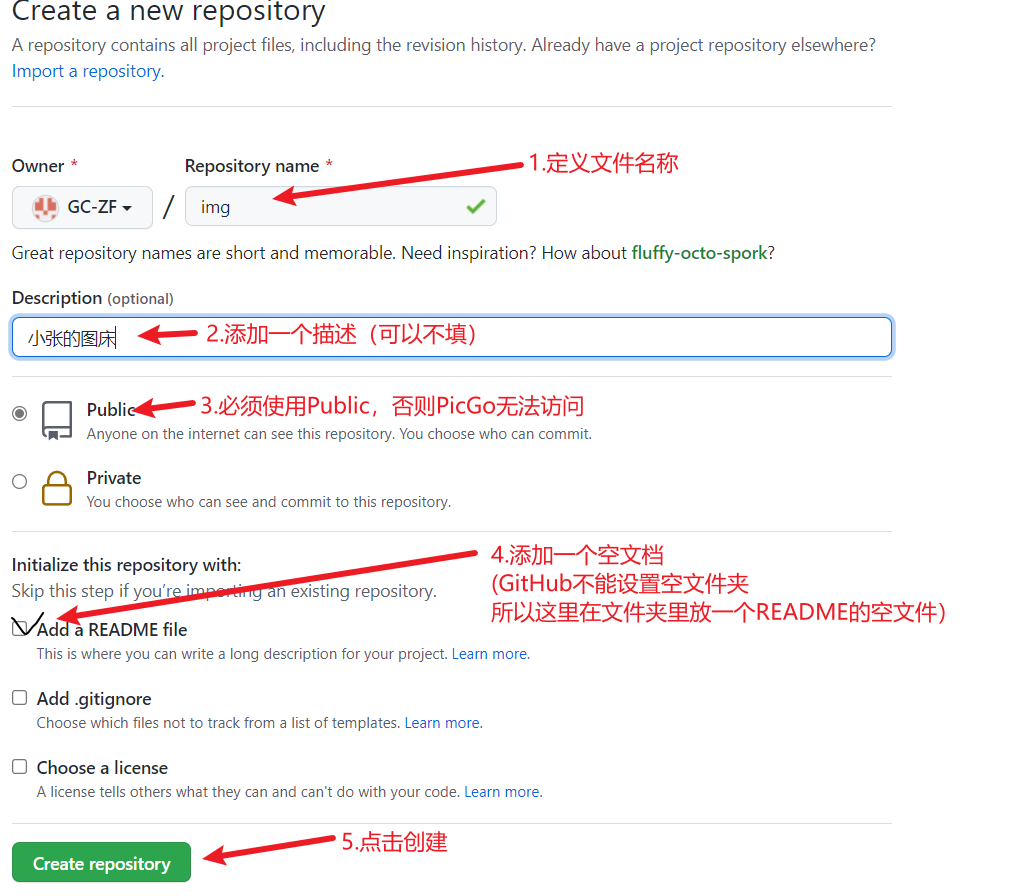 Create a new repository
A repository contains all project files, including the revision history. Already have a project repository elsewhere?
Import a repository.
Owner *
Repository name *
1.定义文件名称
GC-ZF
/
img
Great repository names are short and memorable. Need inspiration? How about fluffy-octo-spork?
Description (optional)
小张的图床
2.添加一个描述（可以不填）
Public
3.必须使用Public，否则PicGo无法访问
Anyone on the internet can see this repository. You choose who can commit.
Private
You choose who can see and commit to this repository.
Initialize this repository with:
Skip this step if you’re importing an existing repository.
4.添加一个空文档
(GitHub不能设置空文件夹
所以这里在文件夹里放一个README的空文件）
Add a README file
This is where you can write a long description for your project. Learn more.
Add .gitignore
Choose which files not to track from a list of templates. Learn more.
Choose a license
A license tells others what they can and can't do with your code. Learn more.
5.点击创建
Create repository